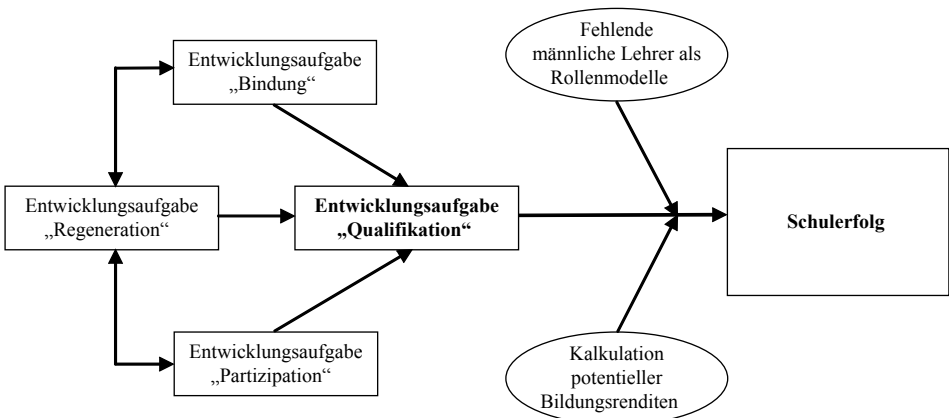 Entwicklungsaufgabe
„Bindung“
Fehlende
männliche Lehrer als
Rollenmodelle
Entwicklungsaufgabe
„Regeneration“
Entwicklungsaufgabe
„Qualifikation“
Schulerfolg
Entwicklungsaufgabe
„Partizipation“
Kalkulation
potentieller
Bildungsrenditen